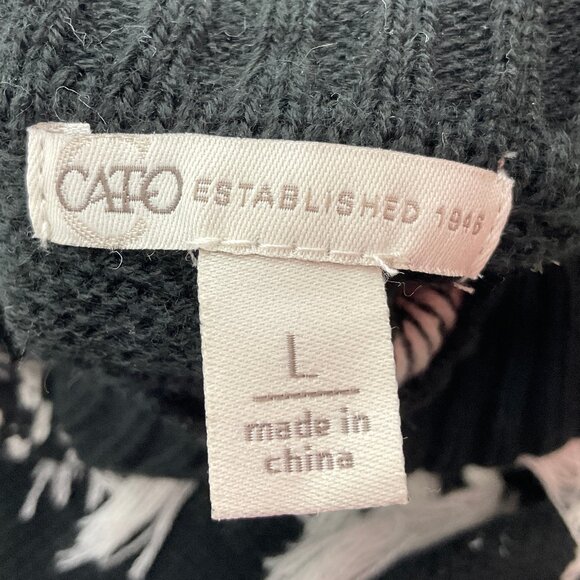 CATO ESTABLISHED 1946
L
made in
china